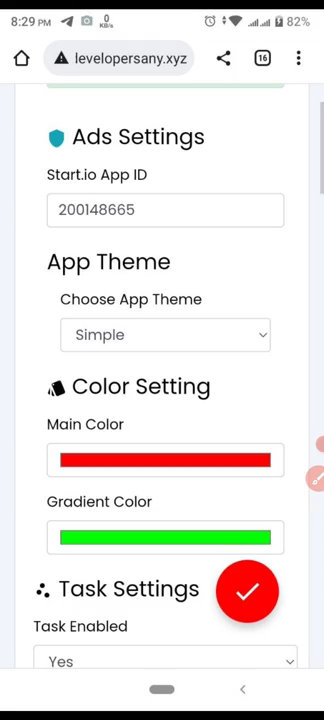 8:29 PM
0
KB/s
82%
levelopersany.xyz
16
Ads Settings
Start.io App ID
200148665
App Theme
Choose App Theme
Simple
Color Setting
Main Color
Gradient Color
Task Settings
Task Enabled
Yes